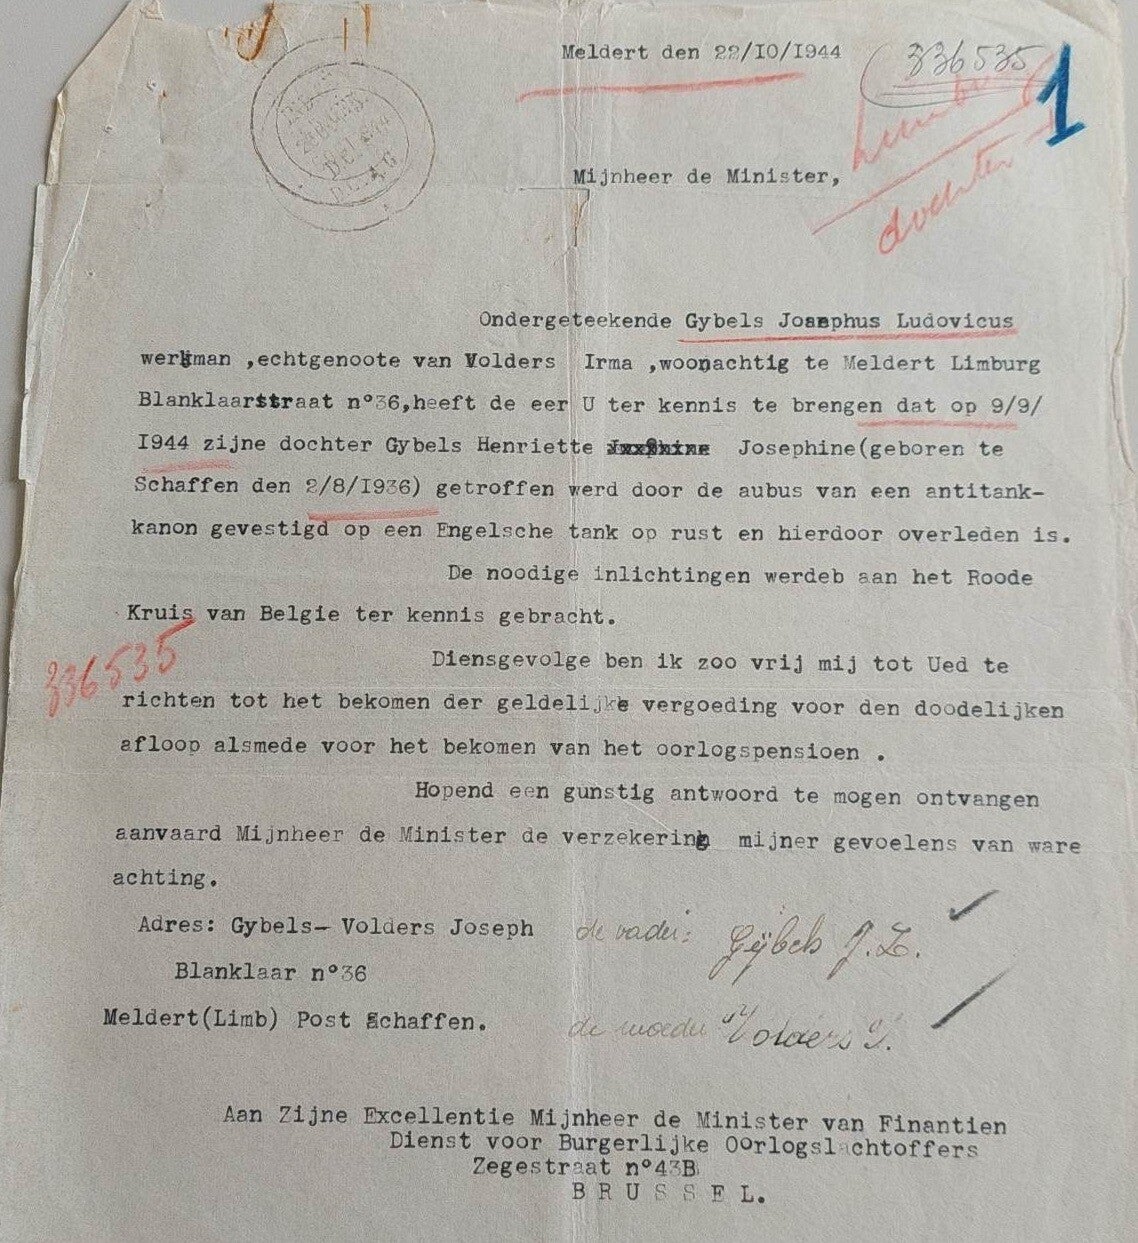 Meldert den 22/IO/I944
336535
1
dochter
Mijnheer de Minister,
Ondergeteekende Gybels Josephus Ludovicus
werkman ,echtgenoote van Volders Irma ,woonachtig te Meldert Limburg
Blanklaarstraat n°36,heeft de eer U ter kennis te brengen dat op 9/9/
I944 zijne dochter Gybels Henriette Josephine(geboren te
Schaffen den 2/8/I936) getroffen werd door de aubus van een antitank-
kanon gevestigd op een Engelsche tank op rust en hierdoor overleden is.
De noodige inlichtingen werdeb aan het Roode
Kruis van Belgie ter kennis gebracht.
336535
Diensgevolge ben ik zoo vrij mij tot Ued te
richten tot het bekomen der geldelijke vergoeding voor den doodelijken
afloop alsmede voor het bekomen van het oorlogspensioen .
Hopend een gunstig antwoord te mogen ontvangen
aanvaard Mijnheer de Minister de verzekering mijner gevoelens van ware
achting.
Adres: Gybels- Volders Joseph de vader: Gijbels J.L.
Blanklaar n°36
Meldert(Limb) Post Schaffen. de moeder Volders I.
Aan Zijne Excellentie Mijnheer de Minister van Finantien
Dienst voor Burgerlijke Oorlogslachtoffers
Zegestraat n°43B
BRUSSEL.